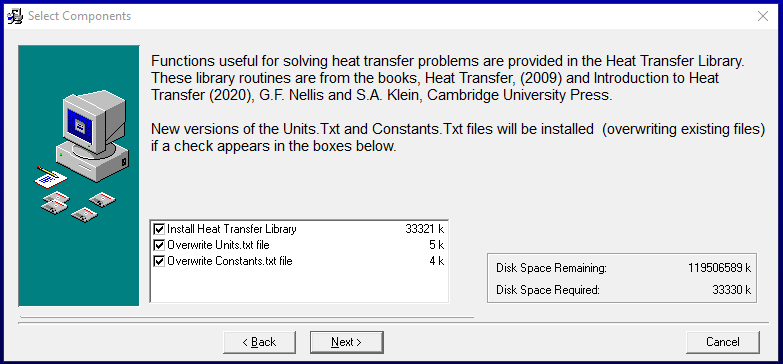 Select Components
Functions useful for solving heat transfer problems are provided in the Heat Transfer Library.
These library routines are from the books, Heat Transfer, (2009) and Introduction to Heat
Transfer (2020), G.F. Nellis and S.A. Klein, Cambridge University Press.
New versions of the Units.Txt and Constants.Txt files will be installed  (overwriting existing files)
if a check appears in the boxes below.
Install Heat Transfer Library 33321 k
Overwrite Units.txt file 5 k
Overwrite Constants.txt file 4 k
Disk Space Remaining: 119506589 k
Disk Space Required: 33330 k
< Back
Next >
Cancel